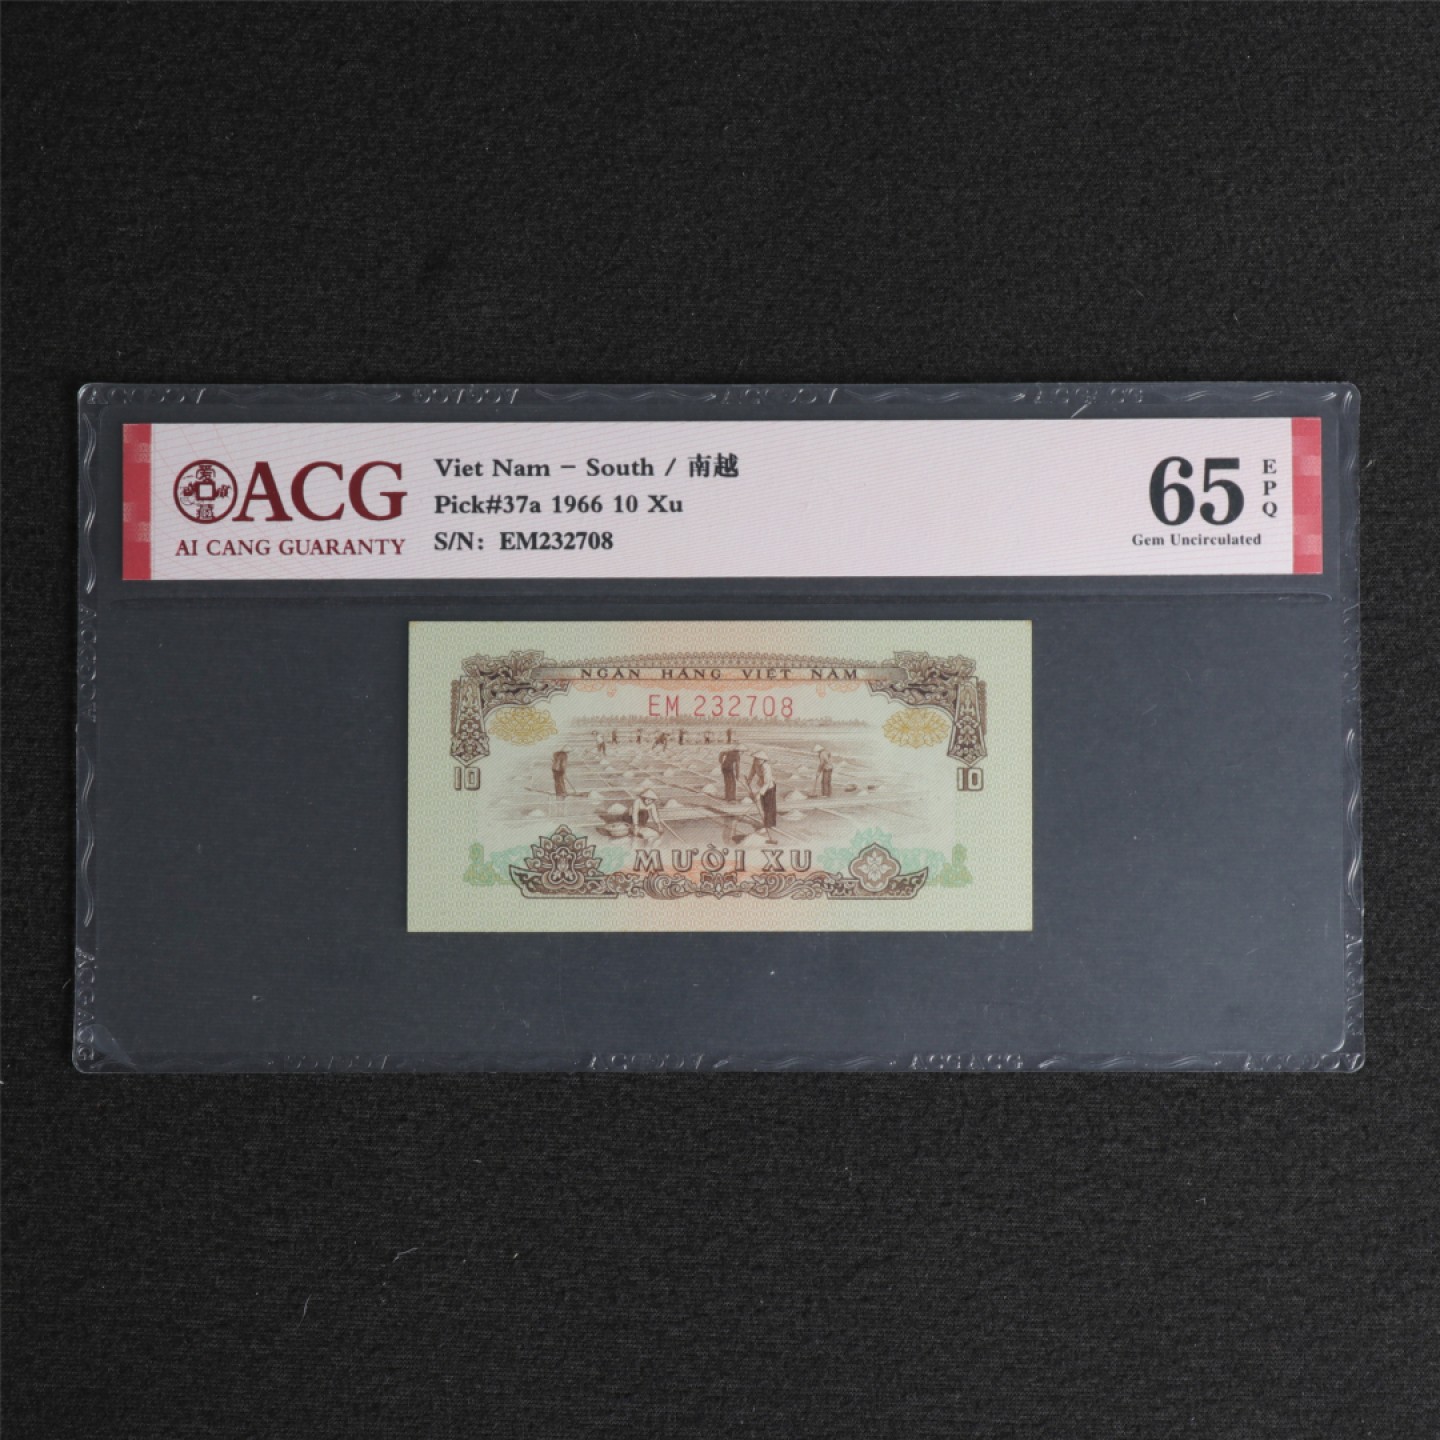 ACG
AI CANG GUARANTY
Viet Nam – South / 南越
Pick#37a 1966 10 Xu
S/N: EM232708
65
EPQ
Gem Uncirculated
NGÂN HÀNG VIỆT NAM
EM 232708
10
10
MƯỜI XU